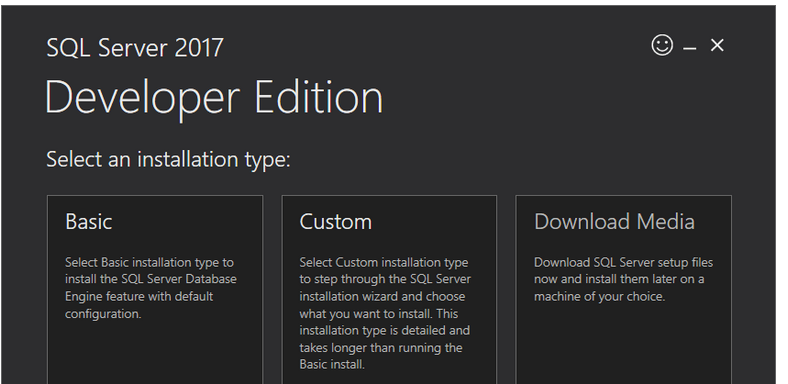 SQL Server 2017
Developer Edition
Select an installation type:
Basic
Select Basic installation type to
install the SQL Server Database
Engine feature with default
configuration.
Custom
Select Custom installation type
to step through the SQL Server
installation wizard and choose
what you want to install. This
installation type is detailed and
takes longer than running the
Basic install.
Download Media
Download SQL Server setup files
now and install them later on a
machine of your choice.